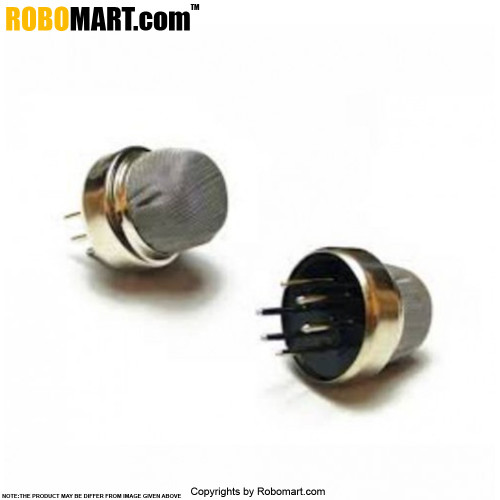 ROBOMART.com™
NOTE:THE PRODUCT MAY BE DIFFER FROM IMAGE GIVEN ABOVE
Copyrights by Robomart.com